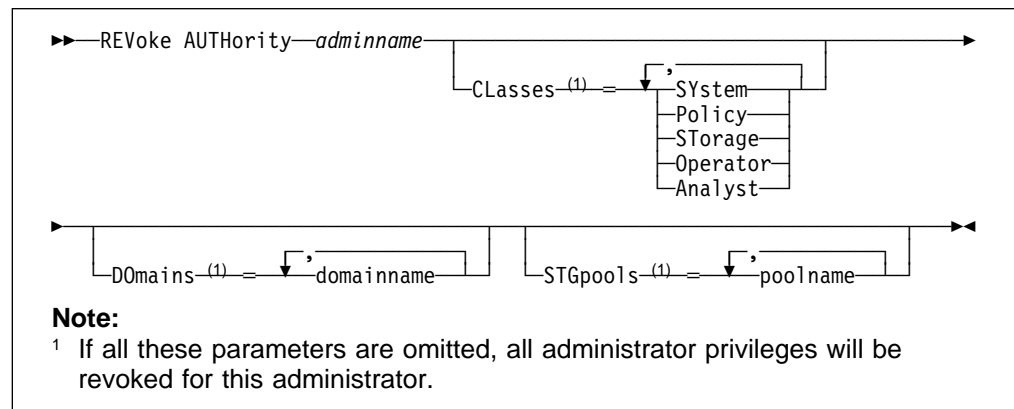 REVoke AUTHority adminname
,
CLasses (1) = SYstem
Policy
STorage
Operator
Analyst
, ,
DOmains (1) = domainname STGpools (1) = poolname
Note:
1 If all these parameters are omitted, all administrator privileges will be
revoked for this administrator.